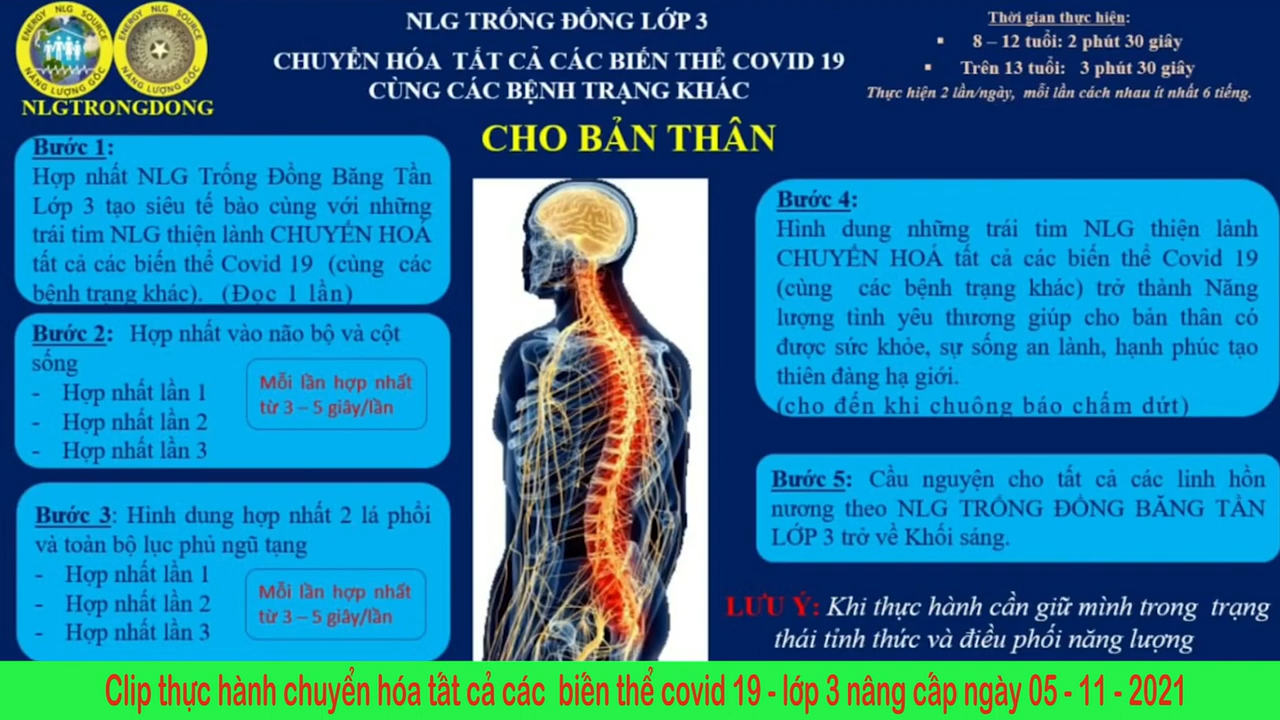 ENERGY NLG SOURCE
NĂNG LƯỢNG GỐC
ENERGY NLG SOURCE
NĂNG LƯỢNG GỐC
NLGTRONGDONG
NLG TRỐNG ĐỒNG LỚP 3
CHUYỂN HÓA TẤT CẢ CÁC BIẾN THỂ COVID 19
CÙNG CÁC BỆNH TRẠNG KHÁC
CHO BẢN THÂN
Thời gian thực hiện:
▪ 8 – 12 tuổi: 2 phút 30 giây
▪ Trên 13 tuổi: 3 phút 30 giây
Thực hiện 2 lần/ngày, mỗi lần cách nhau ít nhất 6 tiếng.
Bước 1:
Hợp nhất NLG Trống Đồng Băng Tần
Lớp 3 tạo siêu tế bào cùng với những
trái tim NLG thiện lành CHUYỂN HOÁ
tất cả các biến thể Covid 19 (cùng các
bệnh trạng khác). (Đọc 1 lần)
Bước 2: Hợp nhất vào não bộ và cột
sống
- Hợp nhất lần 1
- Hợp nhất lần 2
- Hợp nhất lần 3
Mỗi lần hợp nhất
từ 3 – 5 giây/lần
Bước 3: Hình dung hợp nhất 2 lá phổi
và toàn bộ lục phủ ngũ tạng
- Hợp nhất lần 1
- Hợp nhất lần 2
- Hợp nhất lần 3
Mỗi lần hợp nhất
từ 3 – 5 giây/lần
Bước 4:
Hình dung những trái tim NLG thiện lành
CHUYỂN HOÁ tất cả các biến thể Covid 19
(cùng các bệnh trạng khác) trở thành Năng
lượng tình yêu thương giúp cho bản thân có
được sức khỏe, sự sống an lành, hạnh phúc tạo
thiên đàng hạ giới.
(cho đến khi chuông báo chấm dứt)
Bước 5: Cầu nguyện cho tất cả các linh hồn
nương theo NLG TRỐNG ĐỒNG BĂNG TẦN
LỚP 3 trở về Khối sáng.
LƯU Ý: Khi thực hành cần giữ mình trong trạng
thái tỉnh thức và điều phối năng lượng
Clip thực hành chuyển hóa tất cả các biến thể covid 19 - lớp 3 nâng cấp ngày 05 - 11 - 2021